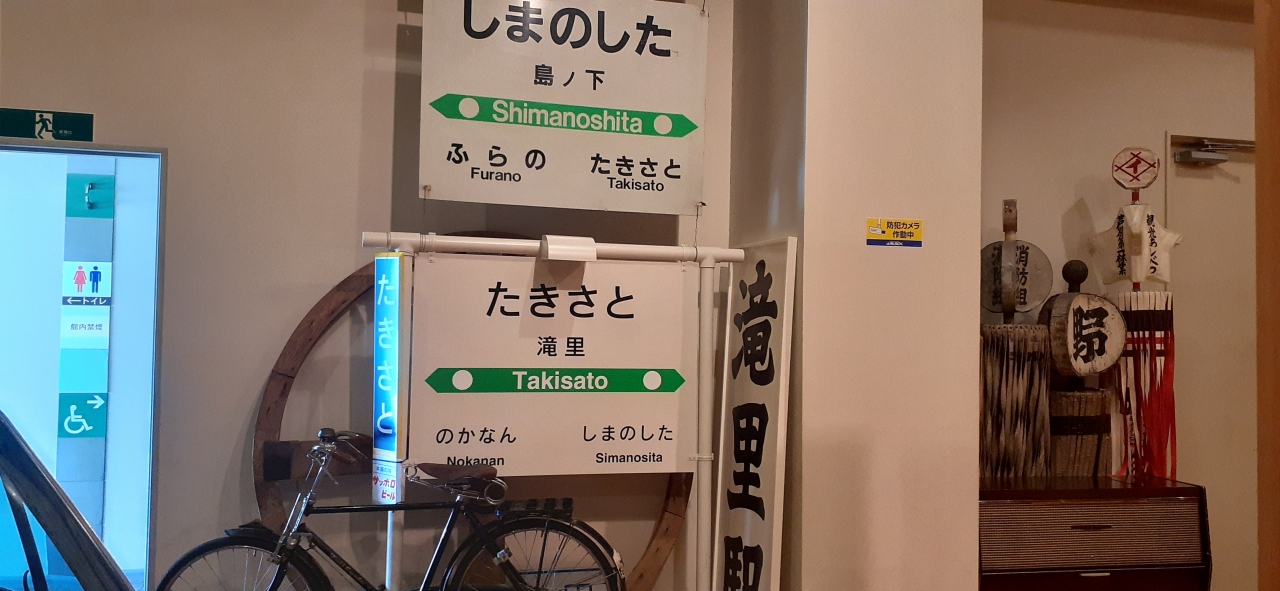 しまのした
島ノ下
Shimanoshita
ふらの
Furano
たきさと
Takisato
たきさと
滝里
Takisato
のかなん
Nokanan
しまのした
Simanosita
たきさと
サッポロ
ビール
滝里駅
←トイレ
館内禁煙
防犯カメラ
作動中
消防組
イ